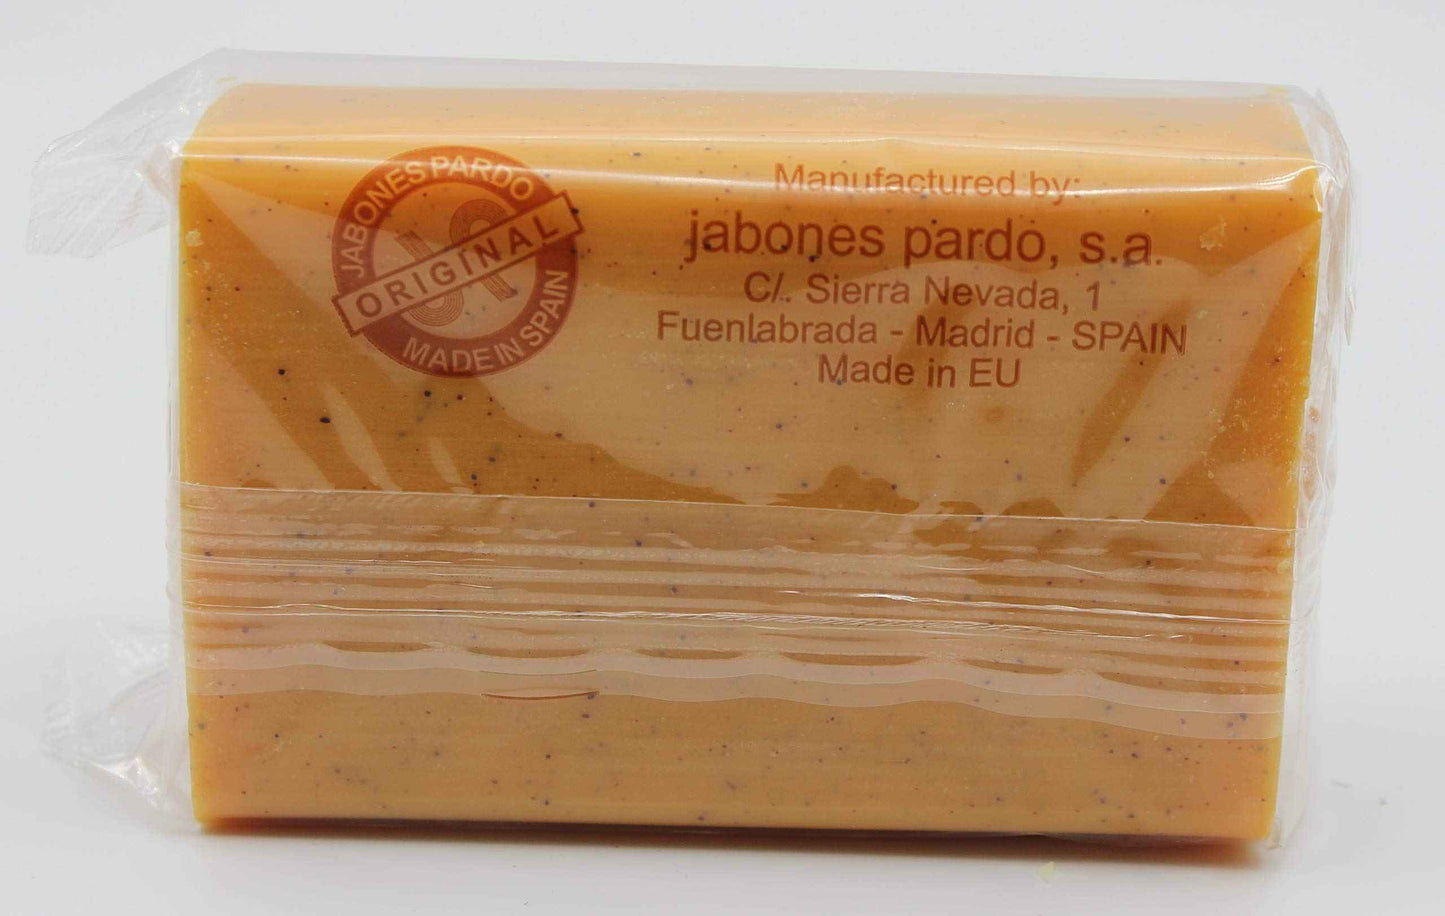 JABONES PARDO
ORIGINAL
MADE IN SPAIN
Manufactured by:
jabones pardo, s.a.
C/. Sierra Nevada, 1
Fuenlabrada - Madrid - SPAIN
Made in EU